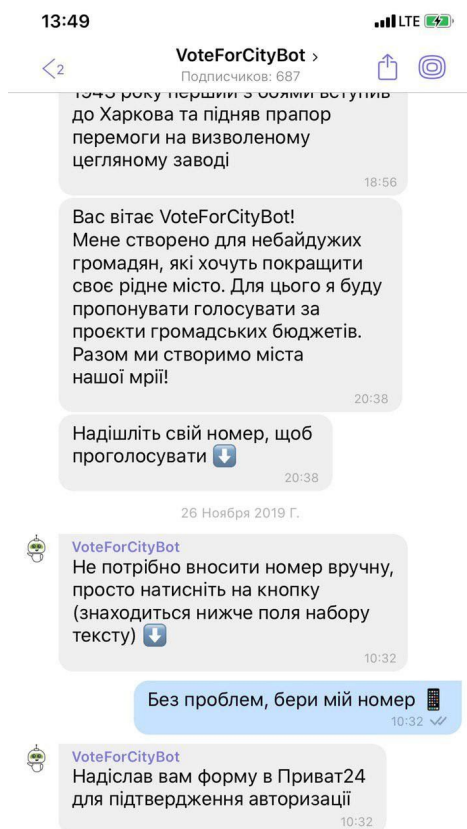 13:49
LTE
2
VoteForCityBot
Подписчиков: 687
1943 року перший з боями вступив
до Харкова та підняв прапор
перемоги на визволеному
цегляному заводі
18:56
Вас вітає VoteForCityBot!
Мене створено для небайдужих
громадян, які хочуть покращити
своє рідне місто. Для цього я буду
пропонувати голосувати за
проєкти громадських бюджетів.
Разом ми створимо міста
нашої мрії!
20:38
Надішліть свій номер, щоб
проголосувати ⬇️
20:38
26 Ноября 2019 Г.
VoteForCityBot
Не потрібно вносити номер вручну,
просто натисніть на кнопку
(знаходиться нижче поля набору
тексту) ⬇️
10:32
Без проблем, бери мій номер 📱
10:32
VoteForCityBot
Надіслав вам форму в Приват24
для підтвердження авторизації
10:32